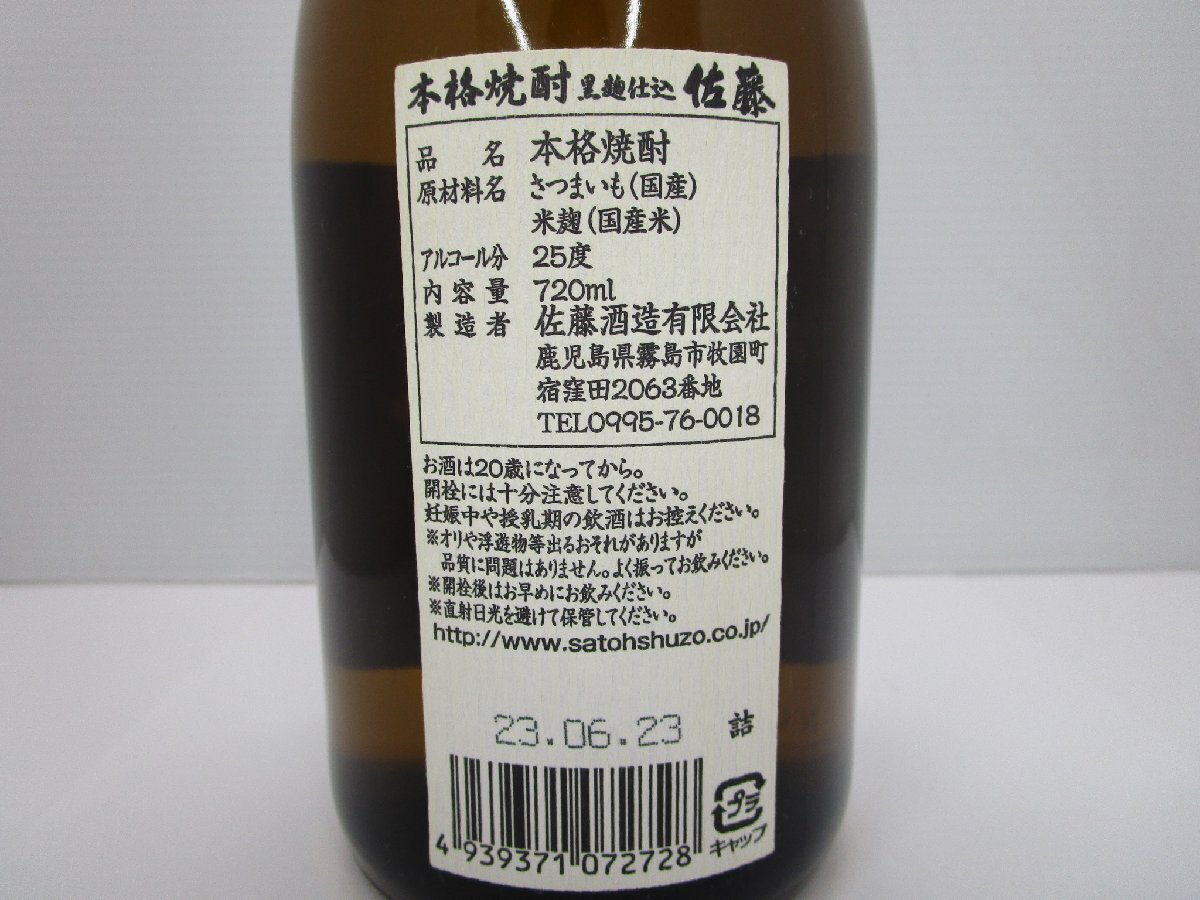 本格焼酎 黒麹仕込 佐藤
品名 本格焼酎
原材料名 さつまいも(国産)
米麹(国産米)
アルコール分 25度
内容量 720ml
製造者 佐藤酒造有限会社
鹿児島県霧島市牧園町
宿窪田2063番地
TEL0995-76-0018
お酒は20歳になってから。
開栓には十分注意してください。
妊娠中や授乳期の飲酒はお控えください。
※オリや浮遊物等出るおそれがありますが
品質に問題はありません。よく振ってお飲みください。
※開栓後はお早めにお飲みください。
※直射日光を避けて保管してください。
http://www.satohshuzo.co.jp/
23.06.23 詰
プラ
キャップ
4 939371 072728